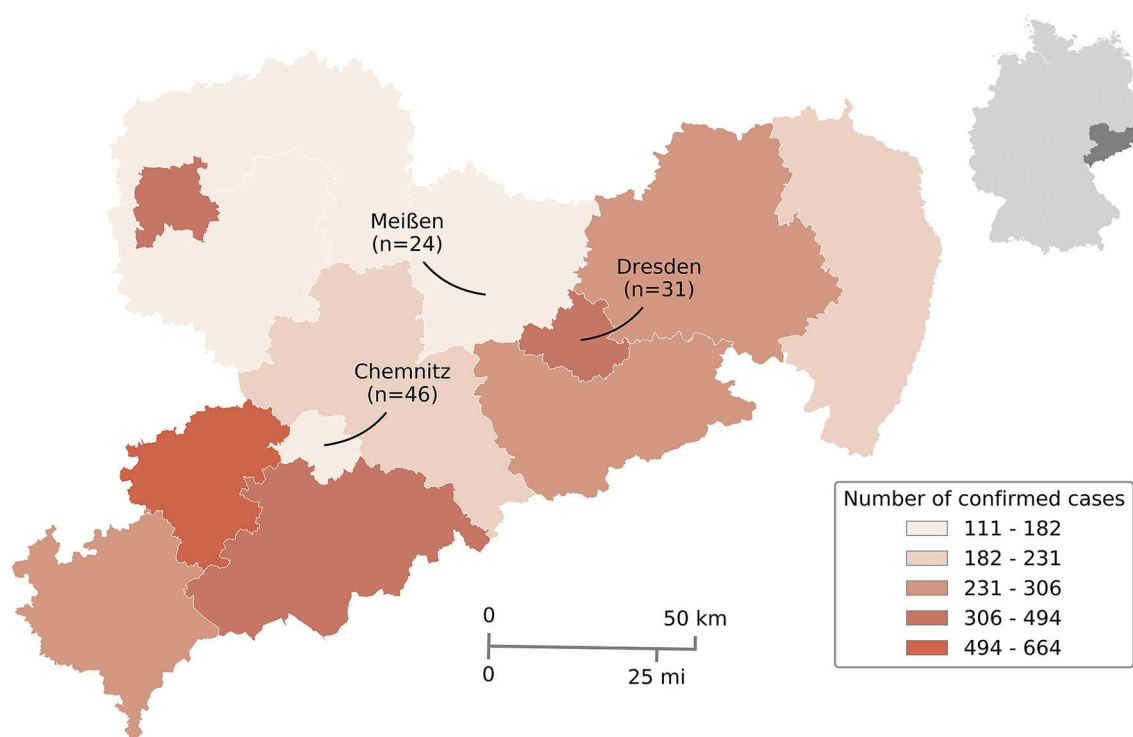 Meißen
(n=24)
Dresden
(n=31)
Chemnitz
(n=46)
Number of confirmed cases
111 - 182
182 - 231
231 - 306
306 - 494
494 - 664
0
50 km
0
25 mi